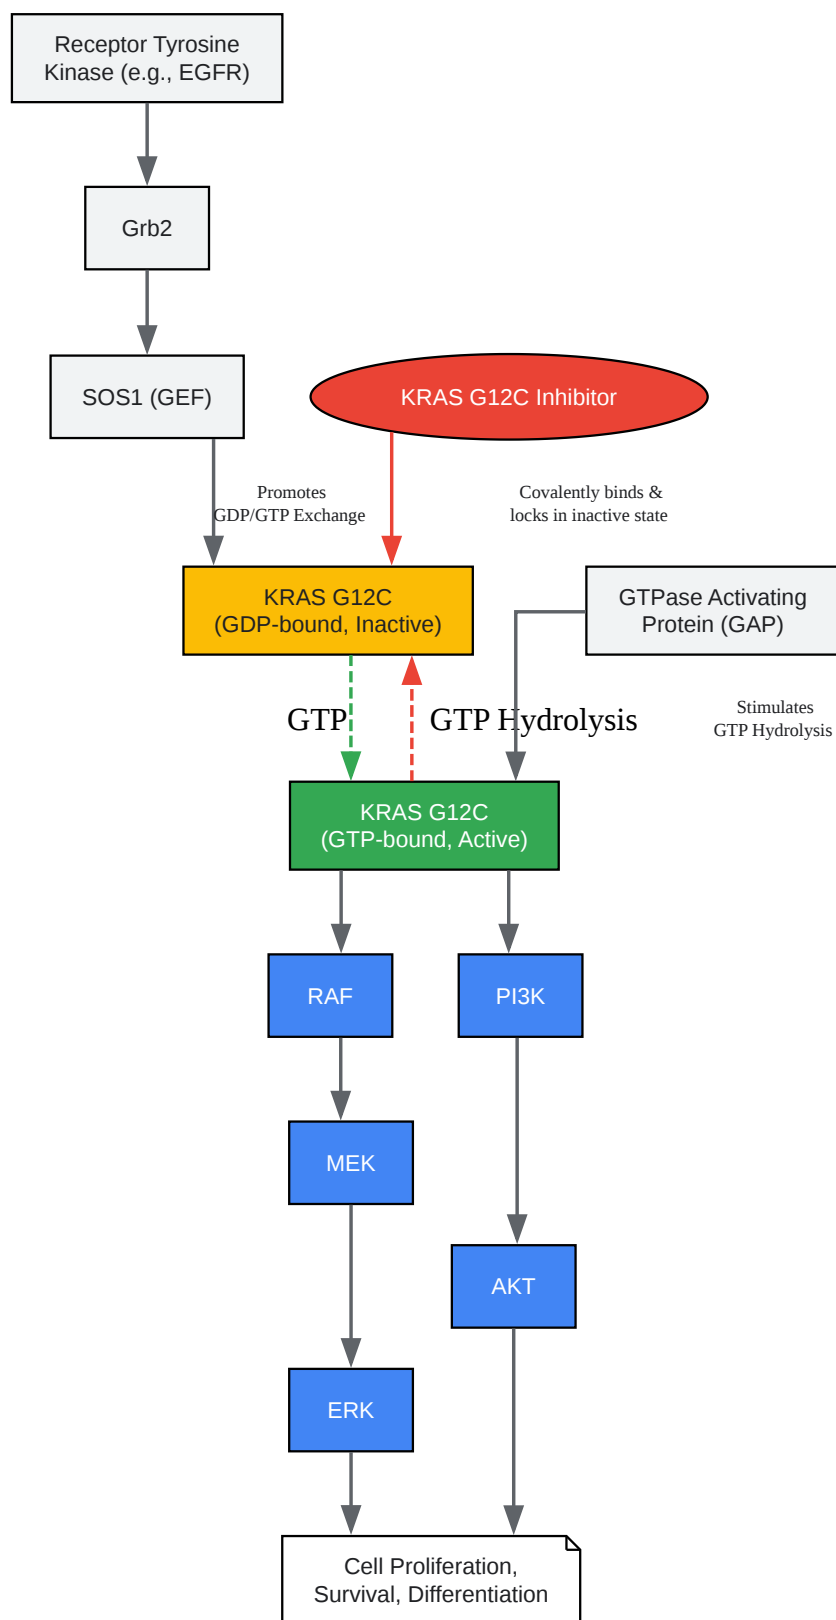 Receptor Tyrosine
Kinase (e.g., EGFR)
Grb2
SOS1 (GEF)
KRAS G12C Inhibitor
Promotes
GDP/GTP Exchange
Covalently binds &
locks in inactive state
KRAS G12C
(GDP-bound, Inactive)
GTPase Activating
Protein (GAP)
GTP
GTP Hydrolysis
Stimulates
GTP Hydrolysis
KRAS G12C
(GTP-bound, Active)
RAF
PI3K
MEK
AKT
ERK
Cell Proliferation,
Survival, Differentiation